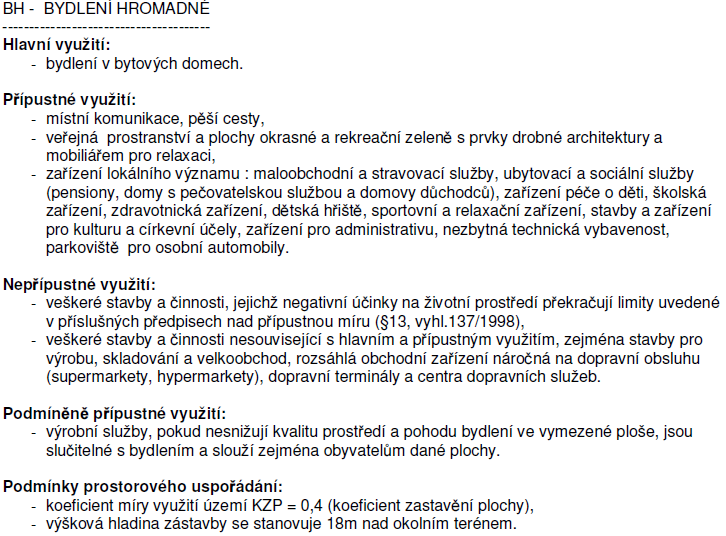 BH - BYDLENÍ HROMADNÉ
---------------------------------------
Hlavní využití:
- bydlení v bytových domech.
Přípustné využití:
- místní komunikace, pěší cesty,
- veřejná prostranství a plochy okrasné a rekreační zeleně s prvky drobné architektury a
mobiliářem pro relaxaci,
- zařízení lokálního významu : maloobchodní a stravovací služby, ubytovací a sociální služby
(pensiony, domy s pečovatelskou službou a domovy důchodců), zařízení péče o děti, školská
zařízení, zdravotnická zařízení, dětská hřiště, sportovní a relaxační zařízení, stavby a zařízení
pro kulturu a církevní účely, zařízení pro administrativu, nezbytná technická vybavenost,
parkoviště pro osobní automobily.
Nepřípustné využití:
- veškeré stavby a činnosti, jejichž negativní účinky na životní prostředí překračují limity uvedené
v příslušných předpisech nad přípustnou míru (§13, vyhl.137/1998),
- veškeré stavby a činnosti nesouvisející s hlavním a přípustným využitím, zejména stavby pro
výrobu, skladování a velkoobchod, rozsáhlá obchodní zařízení náročná na dopravní obsluhu
(supermarkety, hypermarkety), dopravní terminály a centra dopravních služeb.
Podmíněně přípustné využití:
- výrobní služby, pokud nesnižují kvalitu prostředí a pohodu bydlení ve vymezené ploše, jsou
slučitelné s bydlením a slouží zejména obyvatelům dané plochy.
Podmínky prostorového uspořádání:
- koeficient míry využití území KZP = 0,4 (koeficient zastavění plochy),
- výšková hladina zástavby se stanovuje 18m nad okolním terénem.